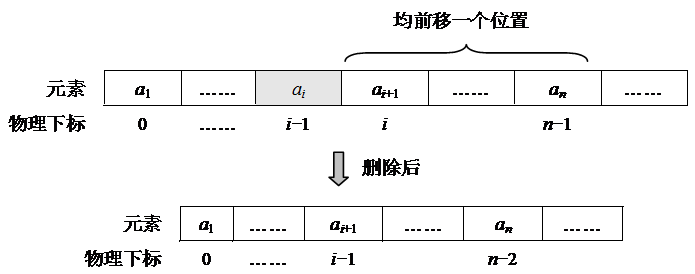 均前移一个位置
元素 a1 …… ai ai+1 …… an ……
物理下标 0 …… i−1 i n−1
删除后
元素 a1 …… ai+1 …… an ……
物理下标 0 …… i−1 n−2